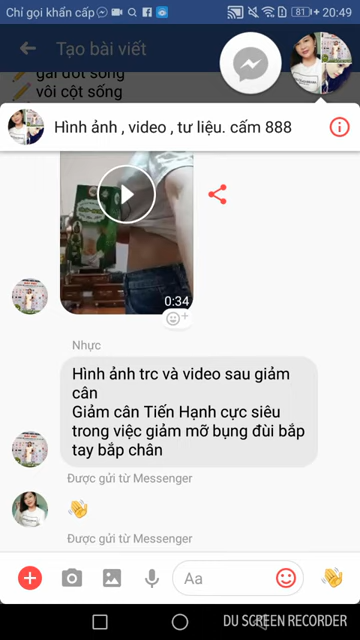 Chỉ gọi khẩn cấp
81
20:49
Tạo bài viết
gai đốt sống
vôi cột sống
Hình ảnh , video , tư liệu. cấm 888
0:34
Nhực
Hình ảnh trc và video sau giảm
cân
Giảm cân Tiến Hạnh cực siêu
trong việc giảm mỡ bụng đùi bắp
tay bắp chân
Được gửi từ Messenger
Được gửi từ Messenger
Aa
DU SCREEN RECORDER